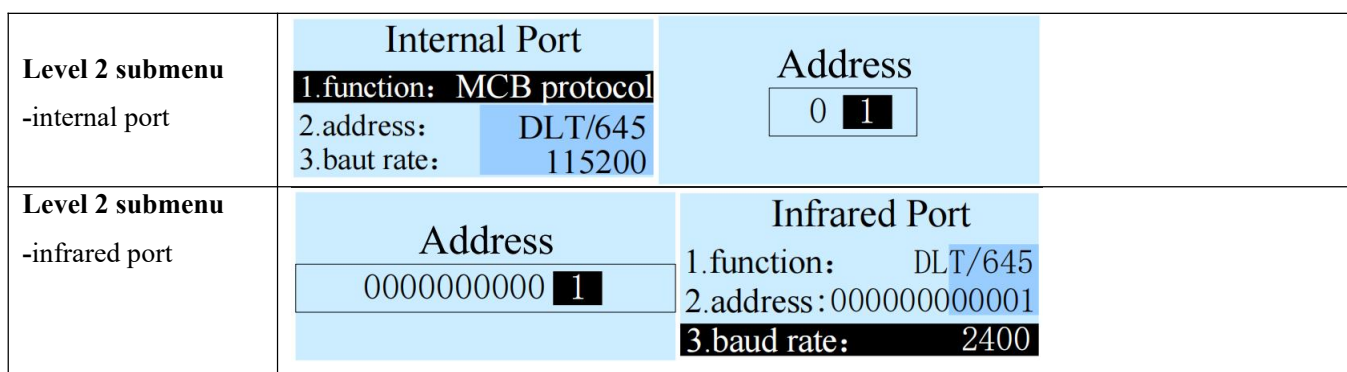 Level 2 submenu
-internal port
Internal Port
1.function： MCB protocol
2.address： DLT/645
3.baut rate： 115200
Address
0 1
Level 2 submenu
-infrared port
Address
0000000000 1
Infrared Port
1.function： DLT/645
2.address:000000000001
3.baud rate： 2400